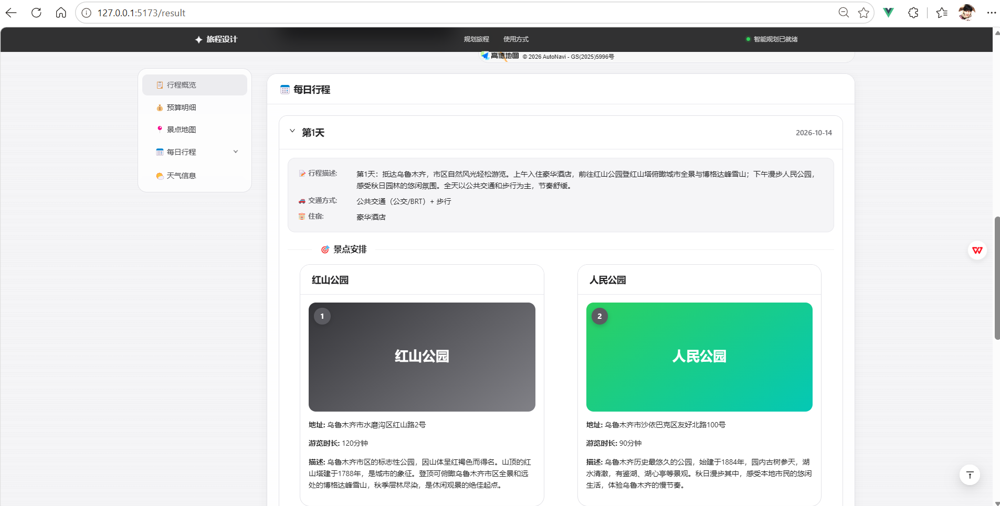 127.0.0.1:5173/result
旅程设计
规划旅程
使用方式
智能规划已就绪
高德地图 © 2026 AutoNavi - GS(2025)5996号
行程概览
预算明细
景点地图
每日行程
天气信息
每日行程
第1天
2026-10-14
行程描述:
第1天：抵达乌鲁木齐，市区自然风光轻松游览。上午入住豪华酒店，前往红山公园登红山塔俯瞰城市全景与博格达峰雪山；下午漫步人民公园，
感受秋日园林的悠闲氛围。全天以公共交通和步行为主，节奏舒缓。
交通方式:
公共交通（公交/BRT）+ 步行
住宿:
豪华酒店
景点安排
红山公园
1
红山公园
地址: 乌鲁木齐市水磨沟区红山路2号
游览时长: 120分钟
描述: 乌鲁木齐市区的标志性公园，因山体呈红褐色而得名。山顶的红
山塔建于1788年，是城市的象征。登顶可俯瞰乌鲁木齐市区全景和远
处的博格达峰雪山，秋季层林尽染，是休闲观景的绝佳起点。
人民公园
2
人民公园
地址: 乌鲁木齐市沙依巴克区友好北路100号
游览时长: 90分钟
描述: 乌鲁木齐历史最悠久的公园，始建于1884年，园内古树参天，湖
水清澈，有鉴湖、湖心亭等景观。秋日漫步其中，感受本地市民的悠闲
生活，体验乌鲁木齐的慢节奏。